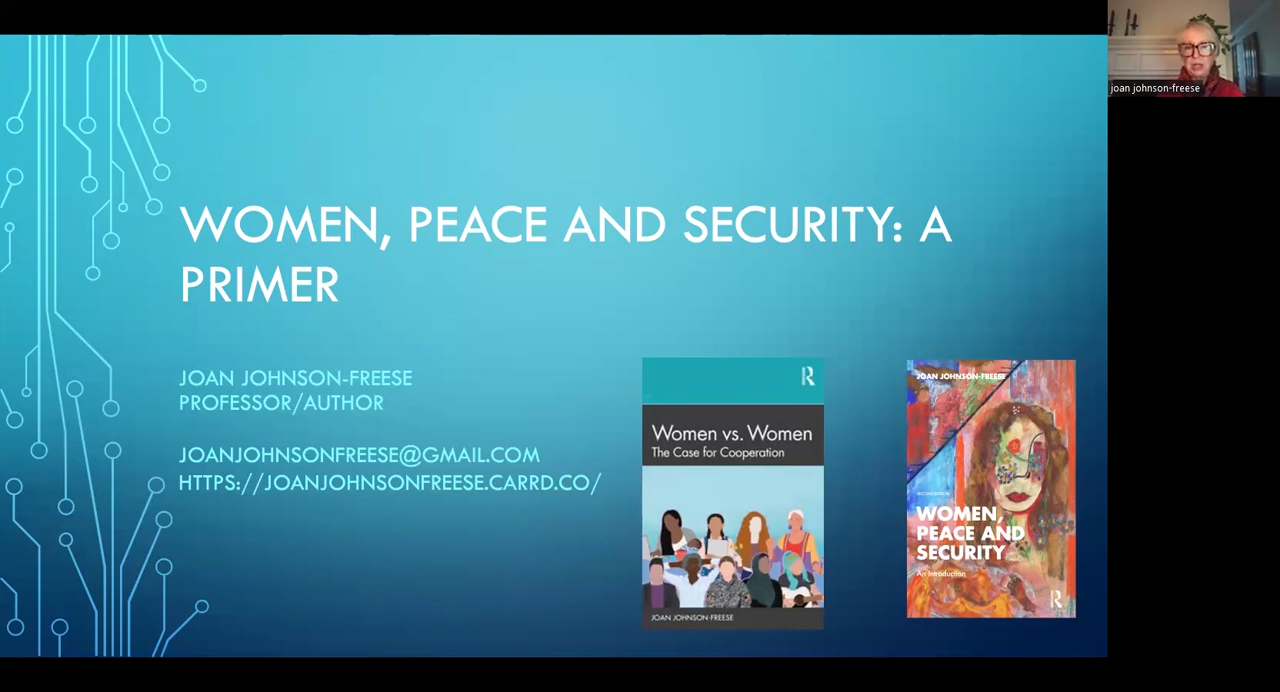 WOMEN, PEACE AND SECURITY: A
PRIMER
JOAN JOHNSON-FREESE
PROFESSOR/AUTHOR
JOANJOHNSONFREESE@GMAIL.COM
HTTPS://JOANJOHNSONFREESE.CARRD.CO/
R
Women vs. Women
The Case for Cooperation
JOAN JOHNSON-FREESE
JOAN JOHNSON-FREESE
SECOND EDITION
WOMEN,
PEACE AND
SECURITY
An Introduction
R
joan johnson-freese